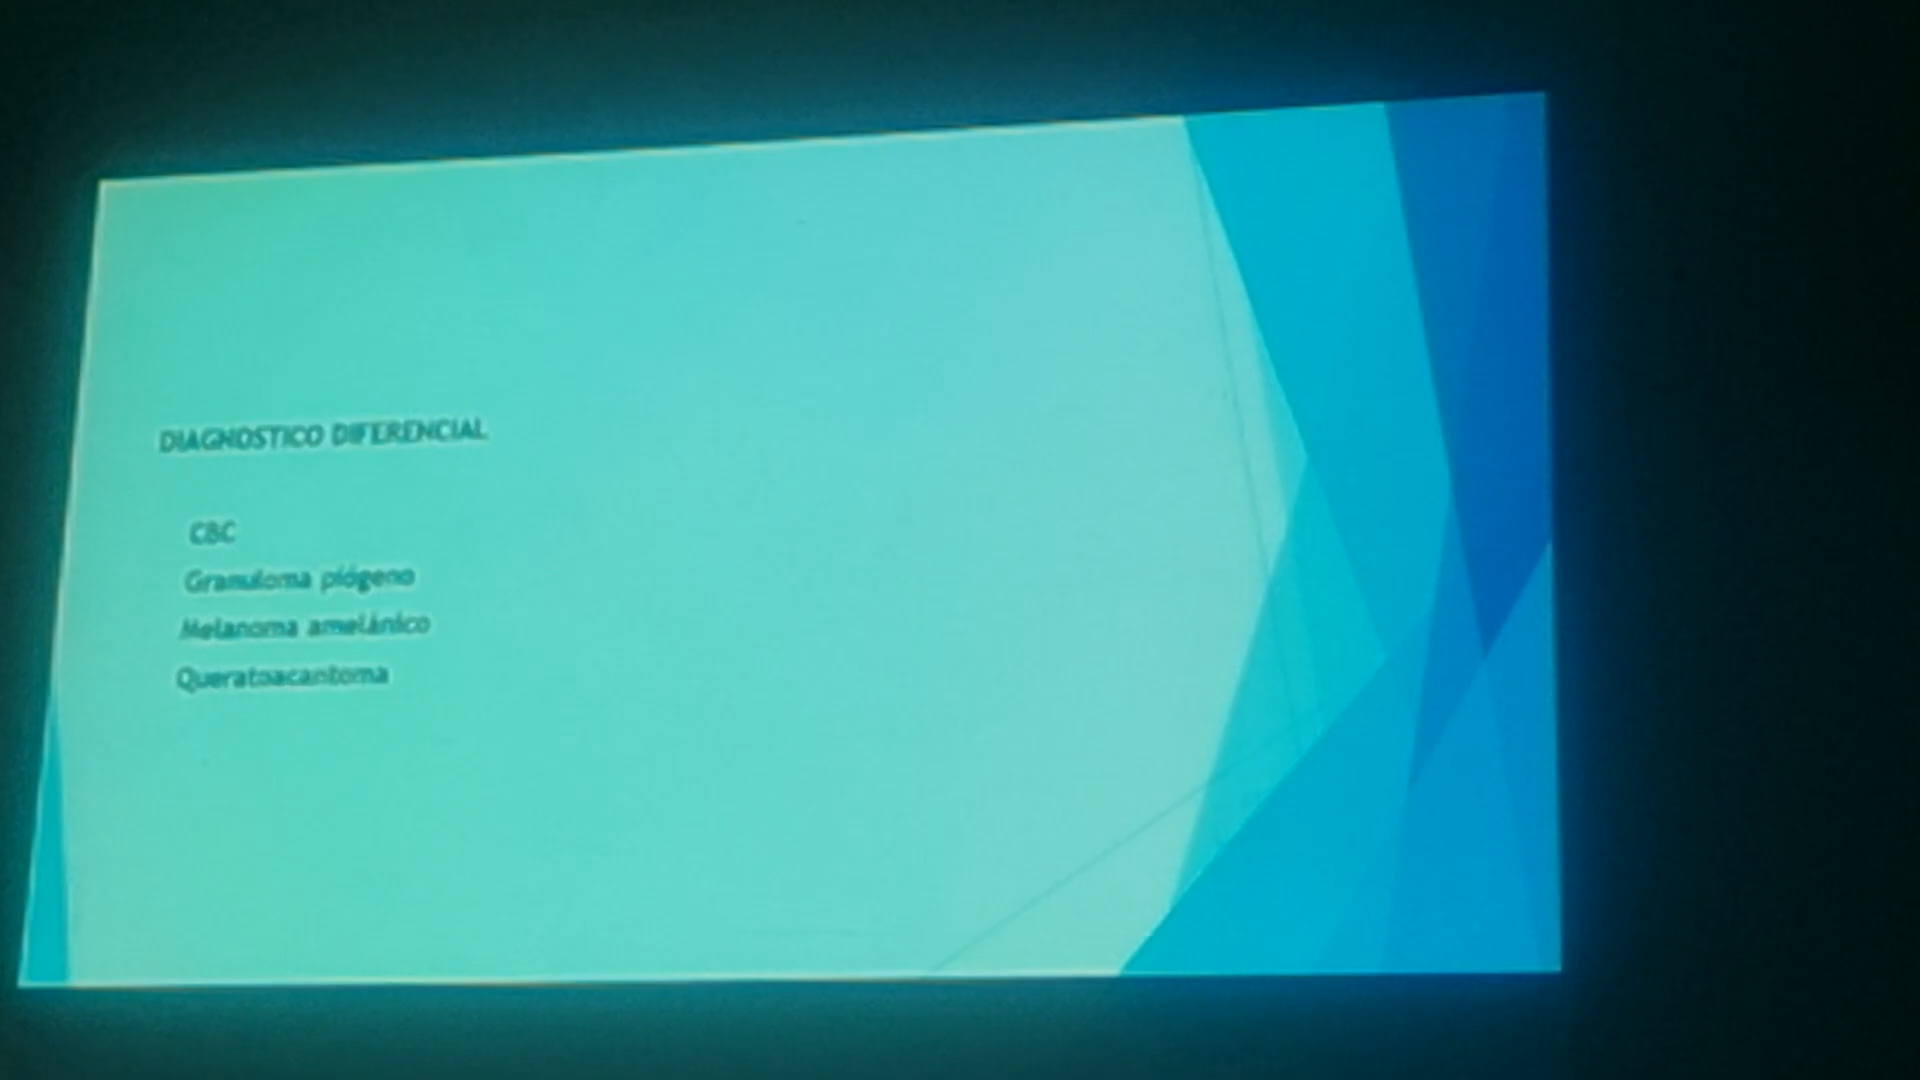 DIAGNOSTICO DIFERENCIAL
CBC
Granuloma piógeno
Melanoma amelánico
Queratoacantoma